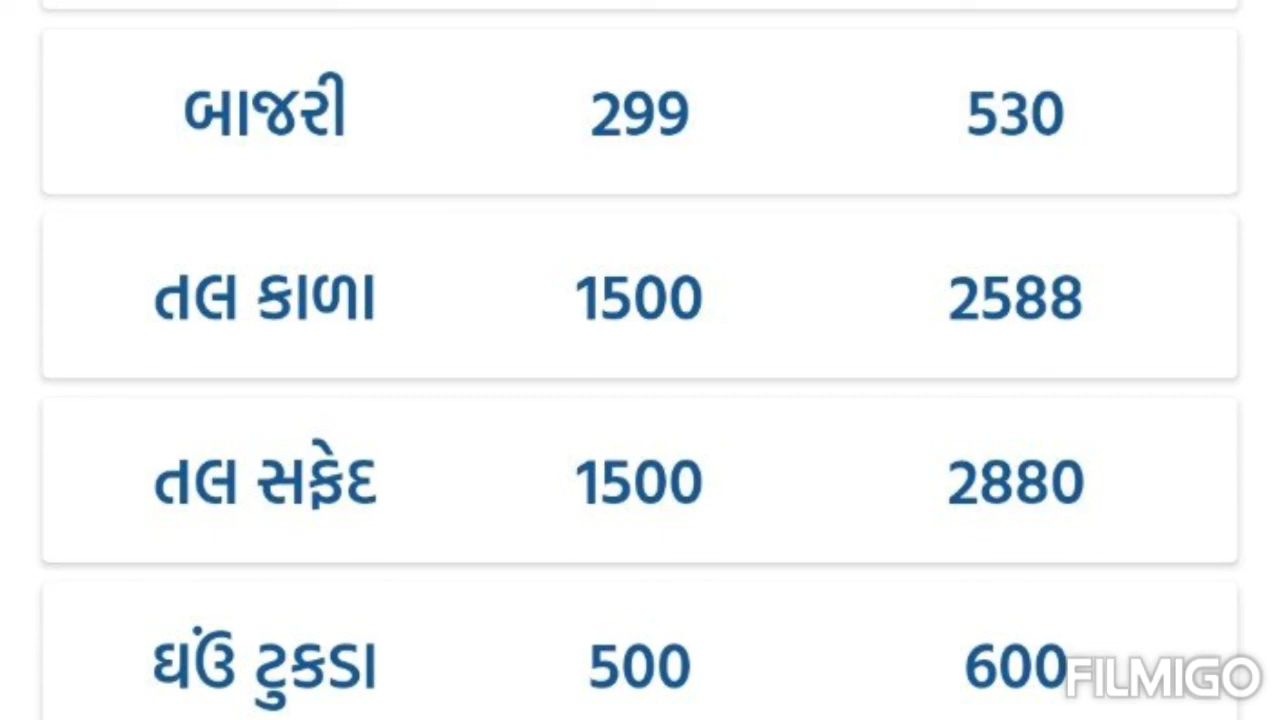 બાજરી 299 530
તલ કાળા 1500 2588
તલ સફેદ 1500 2880
ઘઉં ટુકડા 500 600
FILMIGO